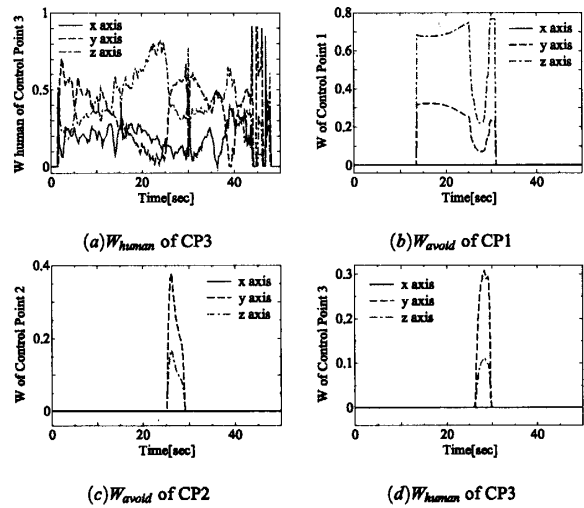 W human of Control Point 3
1
0.5
0
x axis
y axis
z axis
0
20
40
Time[sec]
(a)W_human of CP3
W of Control Point 1
0.8
0.6
0.4
0.2
0
x axis
y axis
z axis
0
20
40
Time[sec]
(b)W_avoid of CP1
W of Control Point 2
0.4
0.2
0
x axis
y axis
z axis
0
20
40
Time[sec]
(c)W_avoid of CP2
W of Control Point 3
0.3
0.2
0.1
0
x axis
y axis
z axis
0
20
40
Time[sec]
(d)W_human of CP3